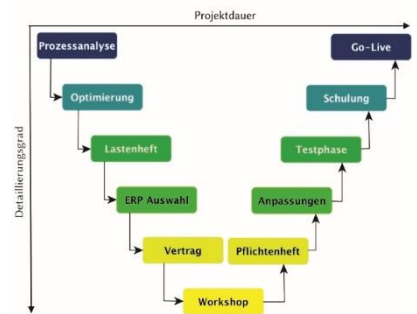 Projektdauer
Detaillierungsgrad
Prozessanalyse
Go-Live
Optimierung
Schulung
Lastenheft
Testphase
ERP Auswahl
Anpassungen
Vertrag
Pflichtenheft
Workshop